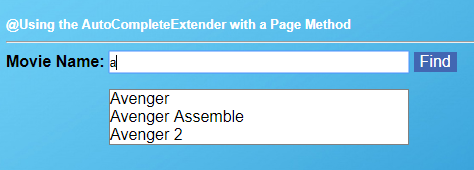 @Using the AutoCompleteExtender with a Page Method
Movie Name: a Find
Avenger
Avenger Assemble
Avenger 2